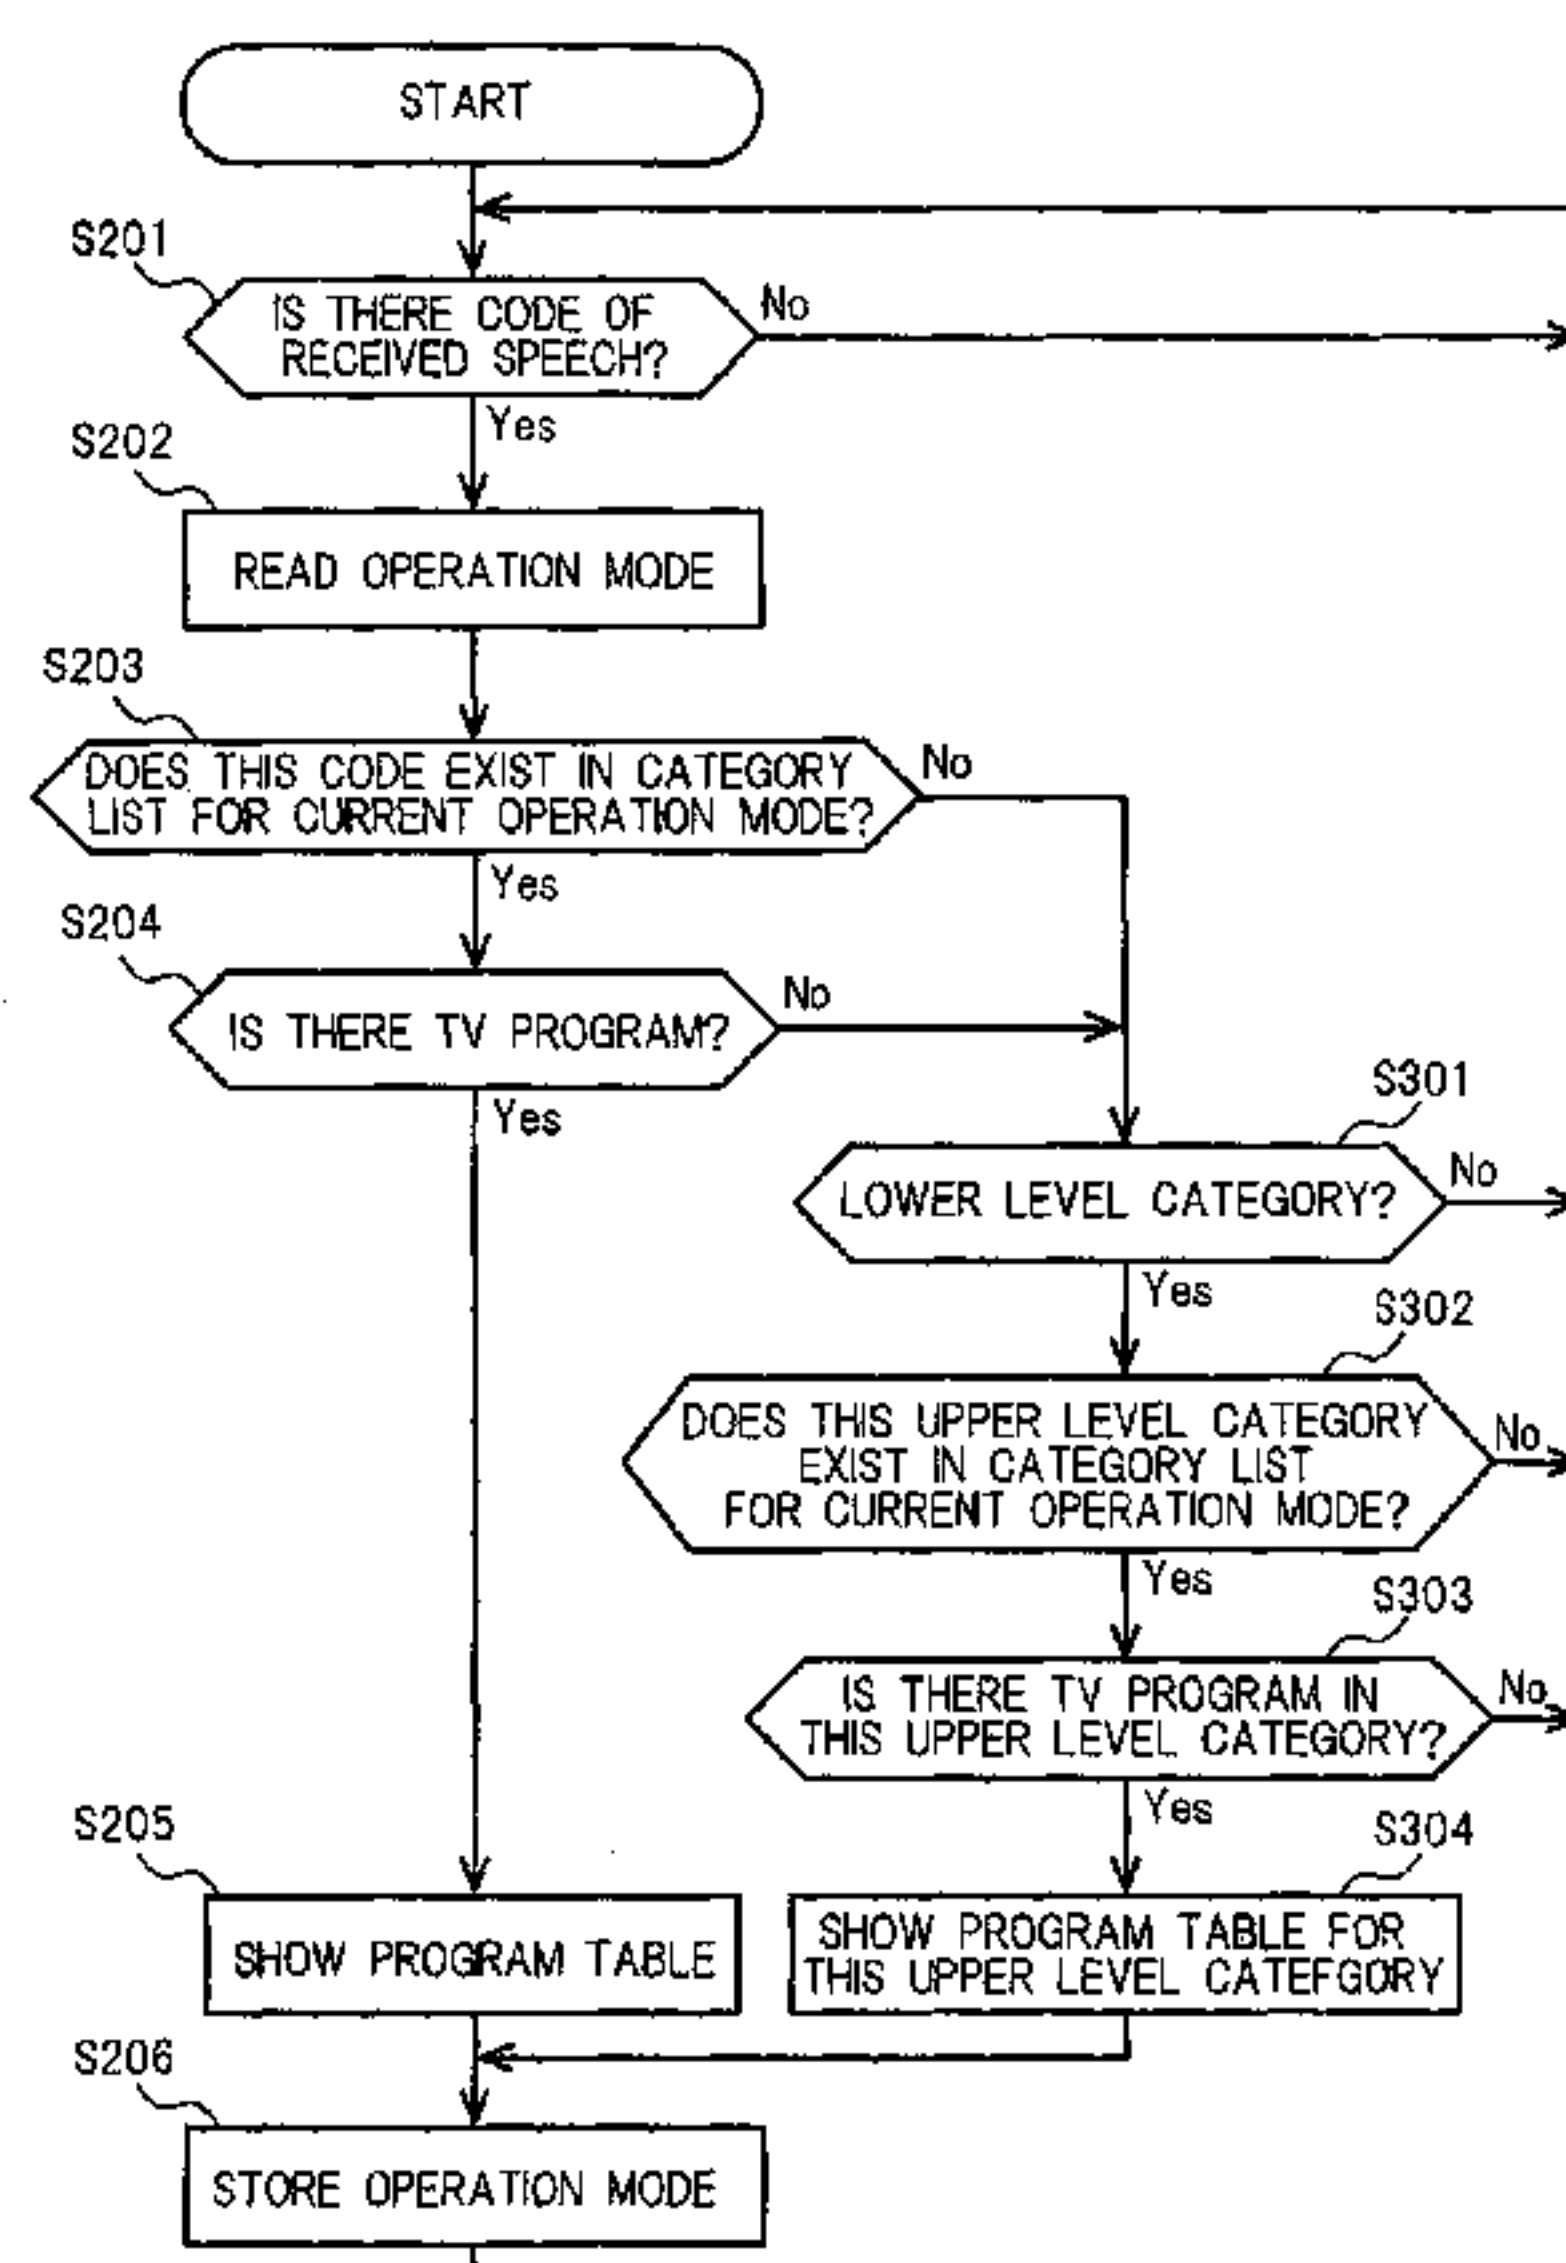 START
S201
IS THERE CODE OF
RECEIVED SPEECH?
No
Yes
S202
READ OPERATION MODE
S203
DOES THIS CODE EXIST IN CATEGORY
LIST FOR CURRENT OPERATION MODE?
No
Yes
S204
IS THERE TV PROGRAM?
No
Yes
S301
LOWER LEVEL CATEGORY?
No
Yes
S302
DOES THIS UPPER LEVEL CATEGORY
EXIST IN CATEGORY LIST
FOR CURRENT OPERATION MODE?
No
Yes
S303
IS THERE TV PROGRAM IN
THIS UPPER LEVEL CATEGORY?
No
Yes
S205
SHOW PROGRAM TABLE
S304
SHOW PROGRAM TABLE FOR
THIS UPPER LEVEL CATEFGORY
S206
STORE OPERATION MODE